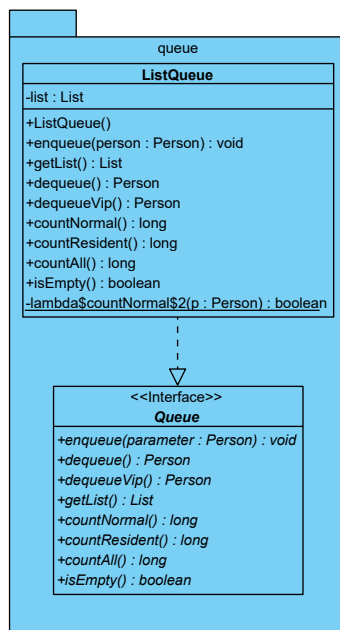 queue
ListQueue
-list : List
+ListQueue()
+enqueue(person : Person) : void
+getList() : List
+dequeue() : Person
+dequeueVip() : Person
+countNormal() : long
+countResident() : long
+countAll() : long
+isEmpty() : boolean
-lambda$countNormal$2(p : Person) : boolean
<<Interface>>
Queue
+enqueue(parameter : Person) : void
+dequeue() : Person
+dequeueVip() : Person
+getList() : List
+countNormal() : long
+countResident() : long
+countAll() : long
+isEmpty() : boolean